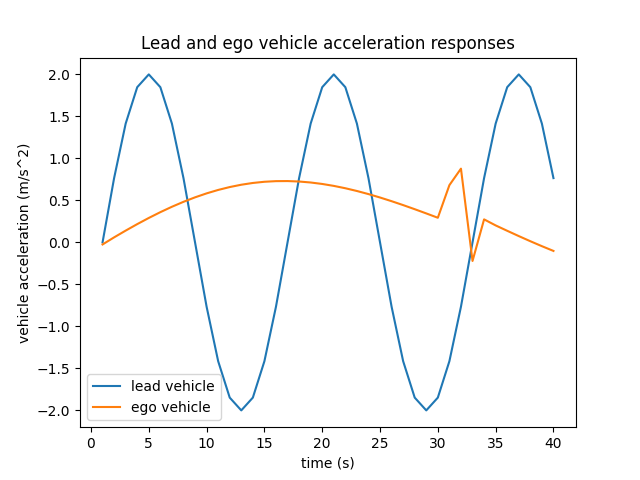 Lead and ego vehicle acceleration responses
vehicle acceleration (m/s^2)
2.0
1.5
1.0
0.5
0.0
−0.5
−1.0
−1.5
−2.0
lead vehicle
ego vehicle
0 5 10 15 20 25 30 35 40
time (s)